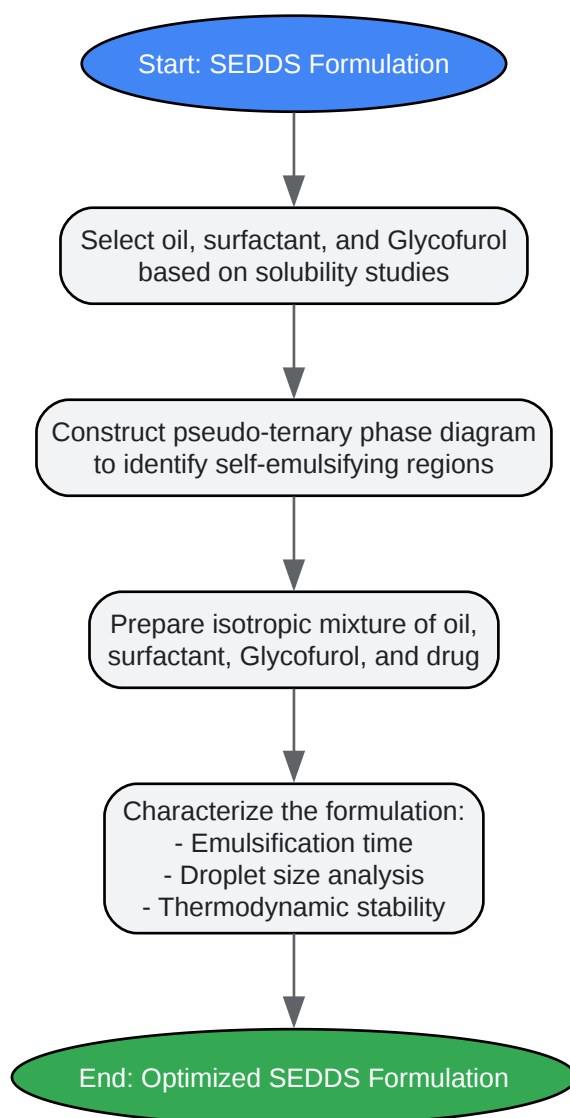 Start: SEDDS Formulation
Select oil, surfactant, and Glycofurol
based on solubility studies
Construct pseudo-ternary phase diagram
to identify self-emulsifying regions
Prepare isotropic mixture of oil,
surfactant, Glycofurol, and drug
Characterize the formulation:
- Emulsification time
- Droplet size analysis
- Thermodynamic stability
End: Optimized SEDDS Formulation